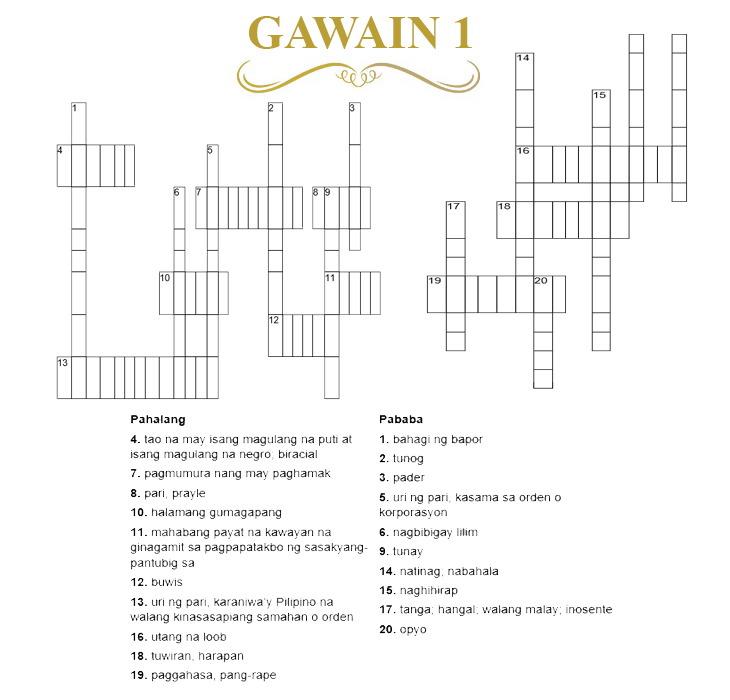 GAWAIN 1
1
2
3
14
15
4
5
16
6
7
8
9
17
18
10
11
19
20
12
13
Pahalang
4. tao na may isang magulang na puti at
isang magulang na negro; biracial
7. pagmumura nang may paghamak
8. pari, prayle
10. halamang gumagapang
11. mahabang payat na kawayan na
ginagamit sa pagpapatakbo ng sasakyang-
pantubig sa
12. buwis
13. uri ng pari, karaniwa'y Pilipino na
walang kinasasapiang samahan o orden
16. utang na loob
18. tuwiran, harapan
19. paggahasa, pang-rape
Pababa
1. bahagi ng bapor
2. tunog
3. pader
5. uri ng pari, kasama sa orden o
korporasyon
6. nagbibigay lilim
9. tunay
14. natinag; nabahala
15. naghihirap
17. tanga; hangal; walang malay; inosente
20. opyo